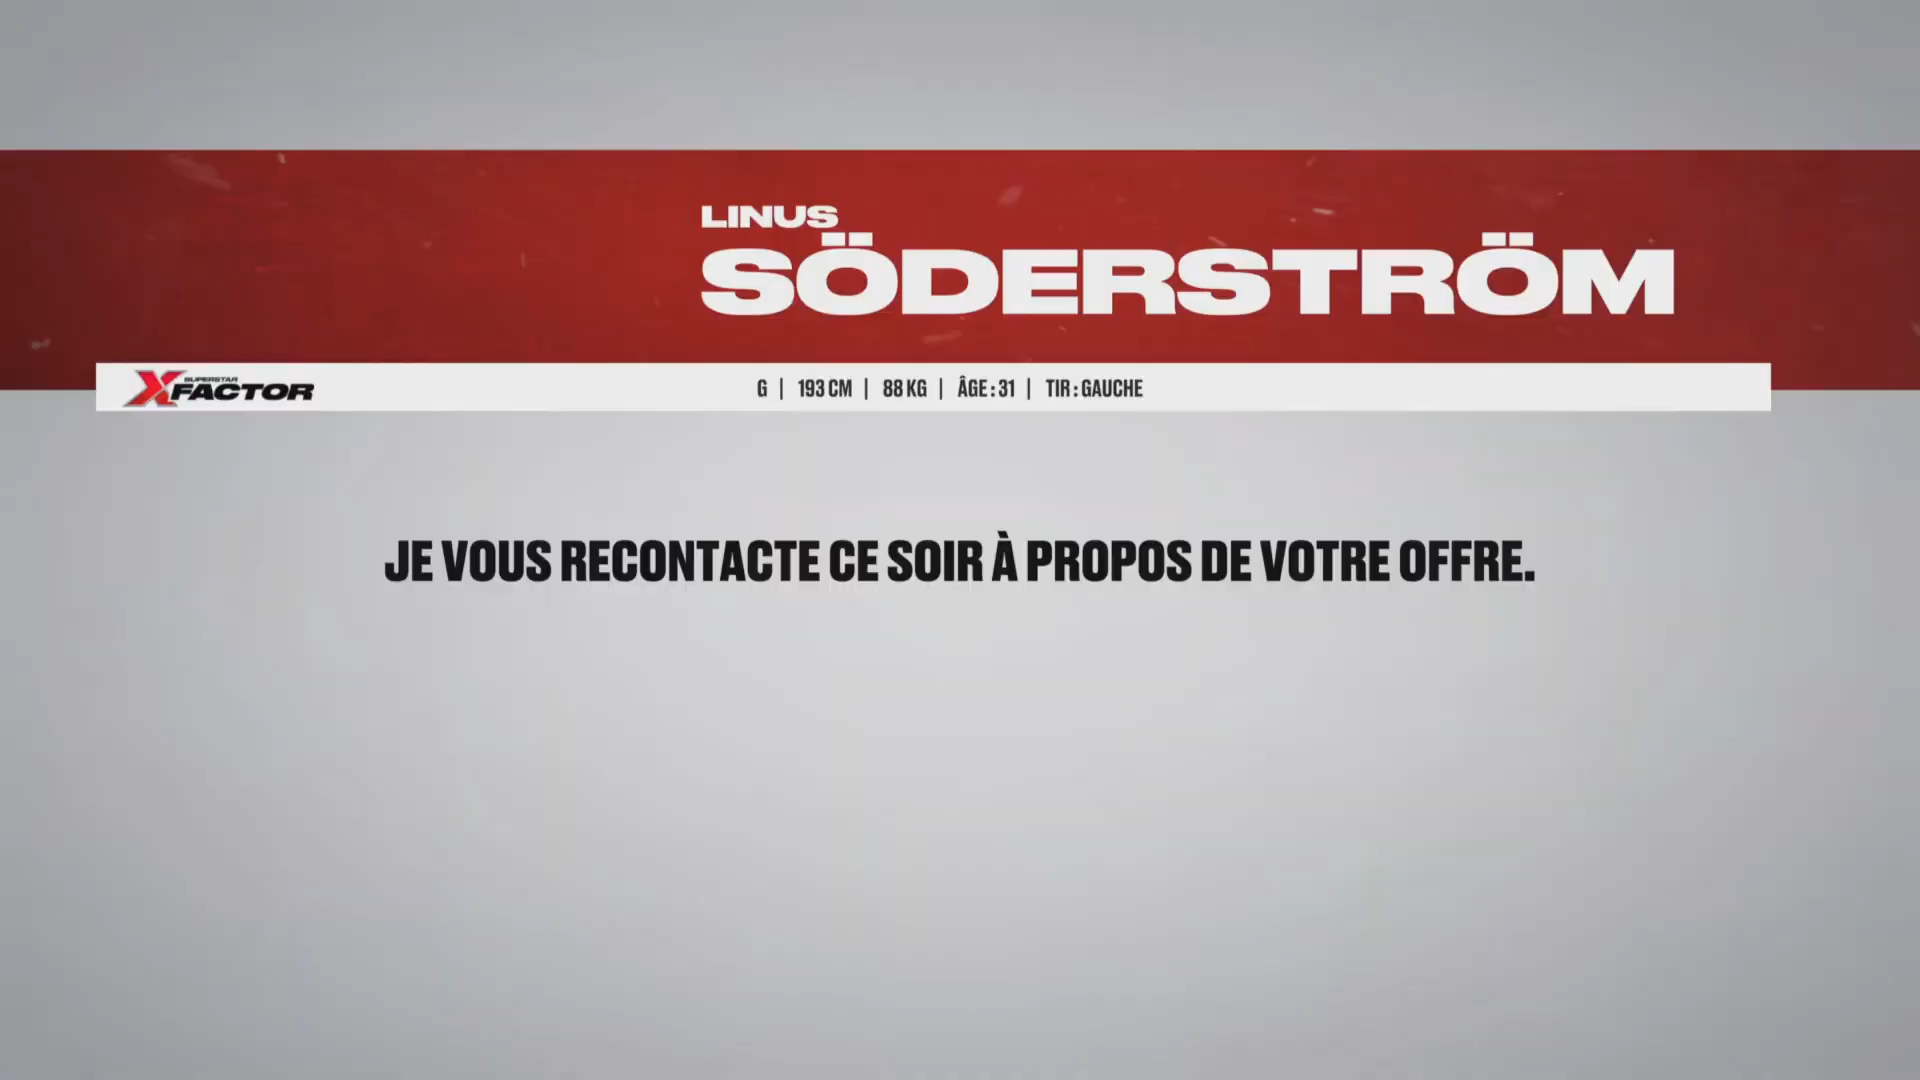 LINUS
SÖDERSTRÖM
SUPERSTAR
XFACTOR
G | 193 CM | 88 KG | ÂGE : 31 | TIR : GAUCHE
JE VOUS RECONTACTE CE SOIR À PROPOS DE VOTRE OFFRE.